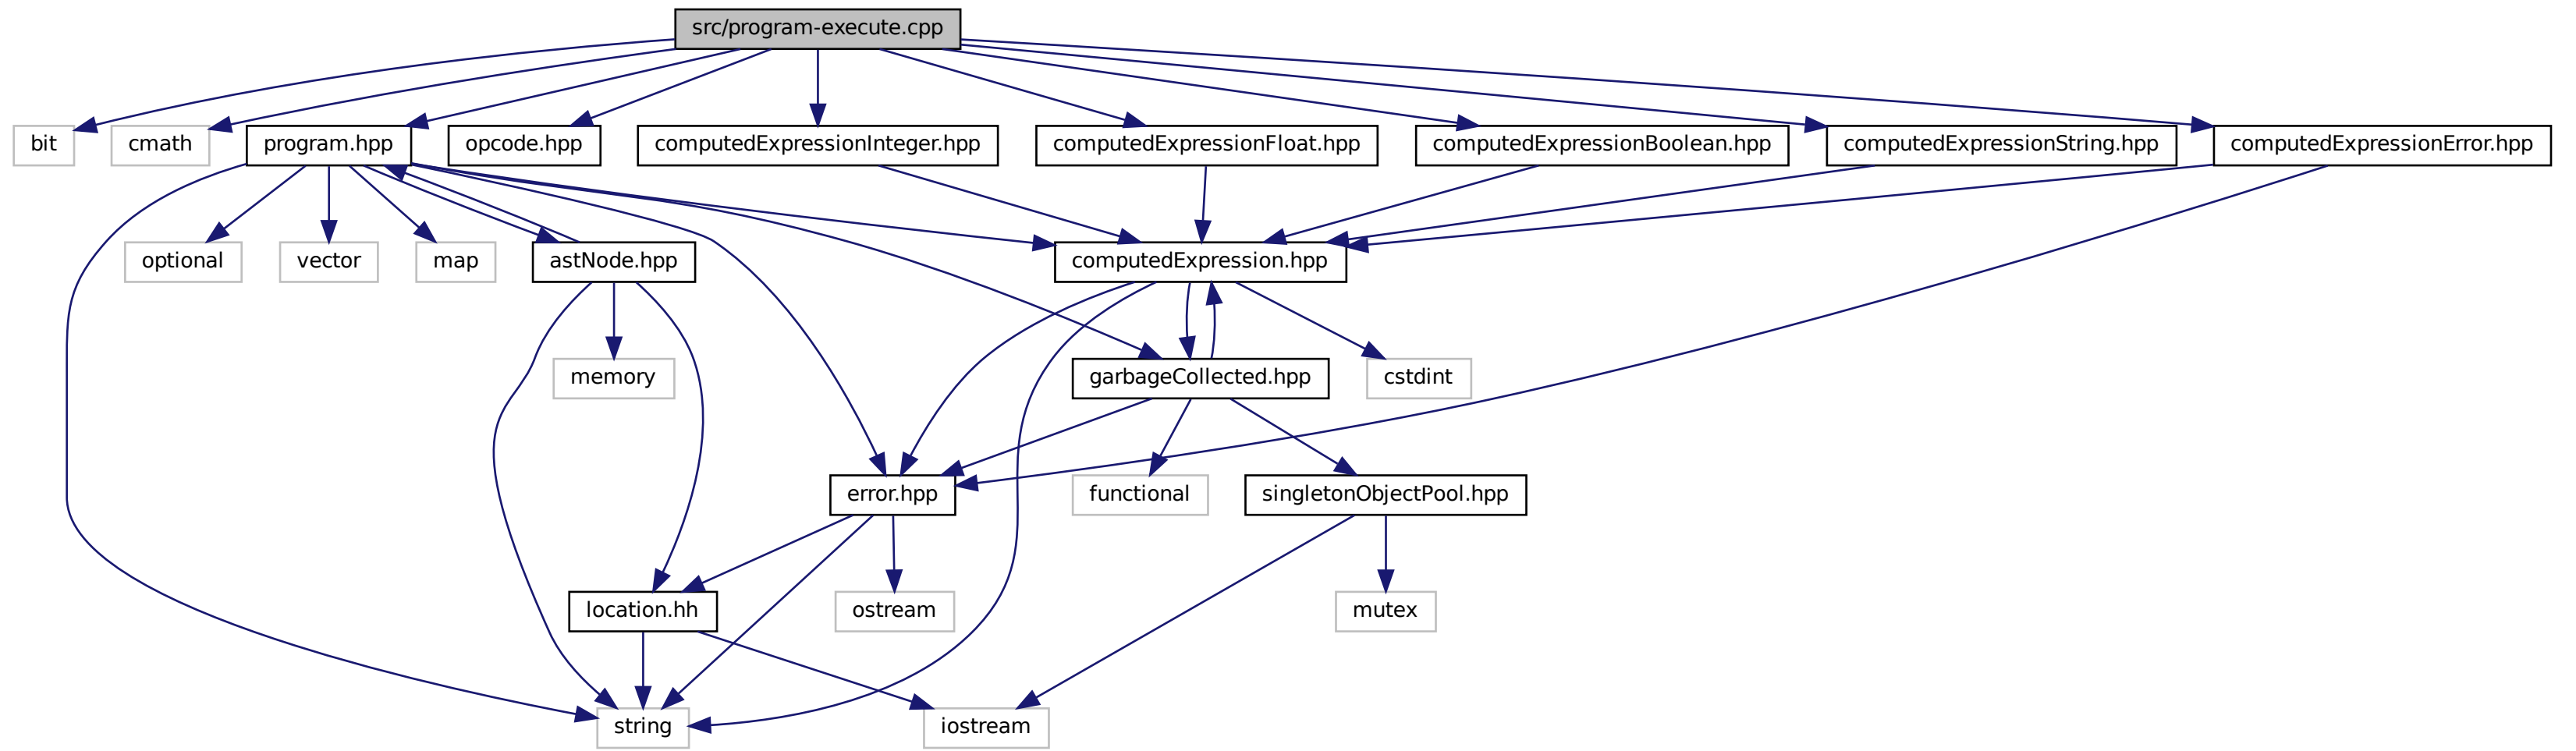 src/program-execute.cpp
bit
cmath
program.hpp
opcode.hpp
computedExpressionInteger.hpp
computedExpressionFloat.hpp
computedExpressionBoolean.hpp
computedExpressionString.hpp
computedExpressionError.hpp
optional
vector
map
astNode.hpp
computedExpression.hpp
memory
garbageCollected.hpp
cstdint
error.hpp
functional
singletonObjectPool.hpp
location.hh
ostream
mutex
string
iostream